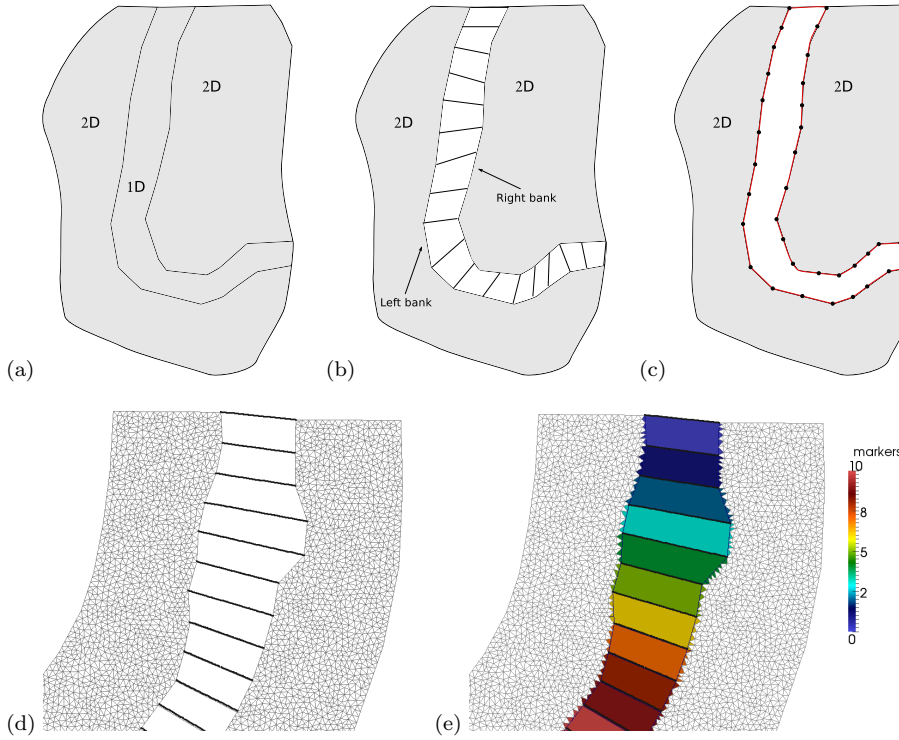 2D
2D
1D
(a)
2D
2D
Right bank
Left bank
(b)
2D
2D
(c)
(d)
markers
10
8
5
2
0
(e)